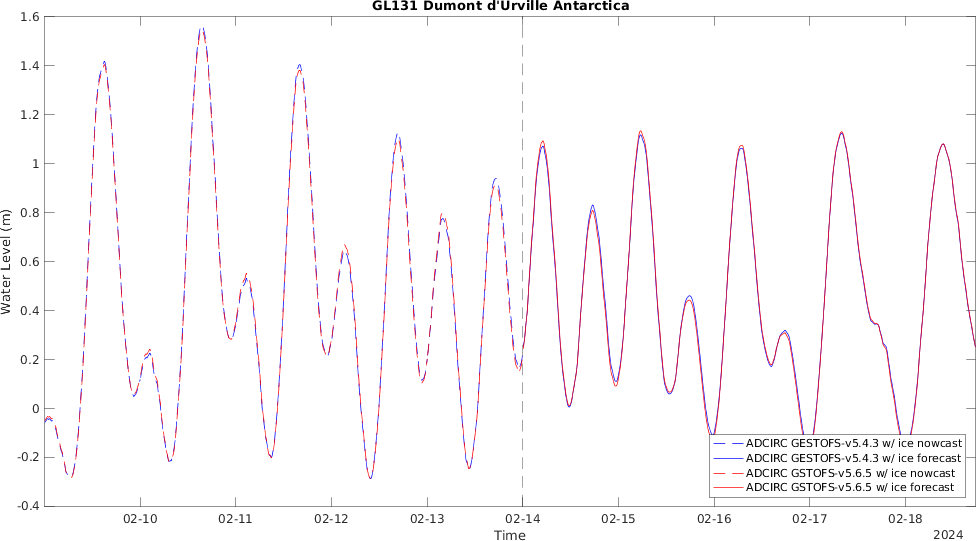 GL131 Dumont d'Urville Antarctica
1.6
1.4
1.2
1
0.8
0.6
0.4
0.2
0
-0.2
-0.4
Water Level (m)
ADCIRC GESTOFS-v5.4.3 w/ ice nowcast
ADCIRC GESTOFS-v5.4.3 w/ ice forecast
ADCIRC GSTOFS-v5.6.5 w/ ice nowcast
ADCIRC GSTOFS-v5.6.5 w/ ice forecast
02-10 02-11 02-12 02-13 02-14 02-15 02-16 02-17 02-18
Time
2024